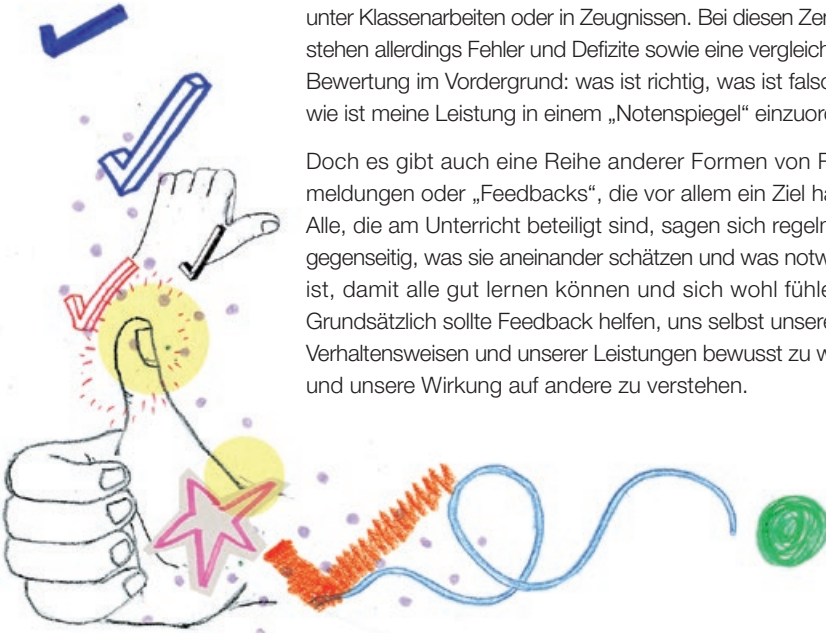 unter Klassenarbeiten oder in Zeugnissen. Bei diesen
stehen allerdings Fehler und Defizite sowie eine
Bewertung im Vordergrund: was ist richtig, was ist
wie ist meine Leistung in einem „Notenspiegel“
Doch es gibt auch eine Reihe anderer Formen von
meldungen oder „Feedbacks“, die vor allem ein Ziel
Alle, die am Unterricht beteiligt sind, sagen sich
gegenseitig, was sie aneinander schätzen und was
ist, damit alle gut lernen können und sich wohl
Grundsätzlich sollte Feedback helfen, uns selbst
Verhaltensweisen und unserer Leistungen bewusst zu
und unsere Wirkung auf andere zu verstehen.